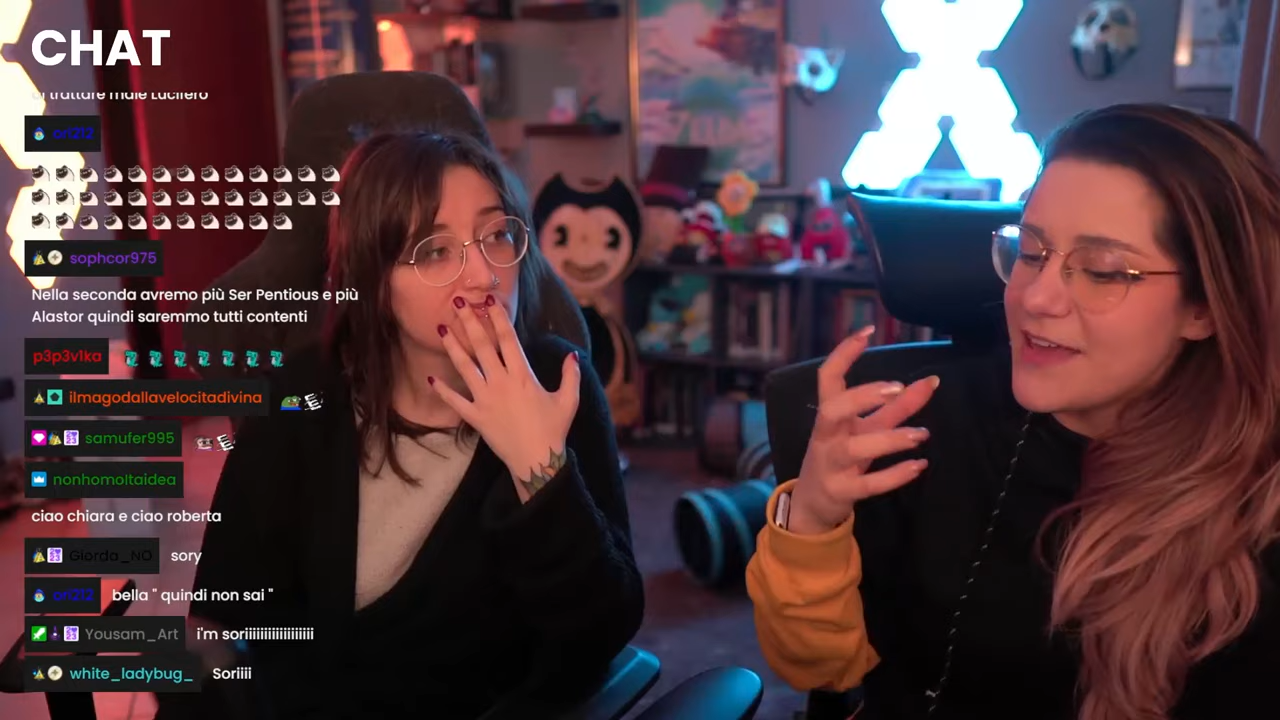 CHAT
di trattare male Lucifero
ori212
sophcor975
Nella seconda avremo più Ser Pentious e più
Alastor quindi saremmo tutti contenti
p3p3v1ka
ilmagodallavelocitadivina
samufer995
nonhomoltaidea
ciao chiara e ciao roberta
Giorda_NO sory
ori212 bella " quindi non sai "
Yousam_Art i'm soriiiiiiiiiiiiiiiii
white_ladybug_ Soriiii